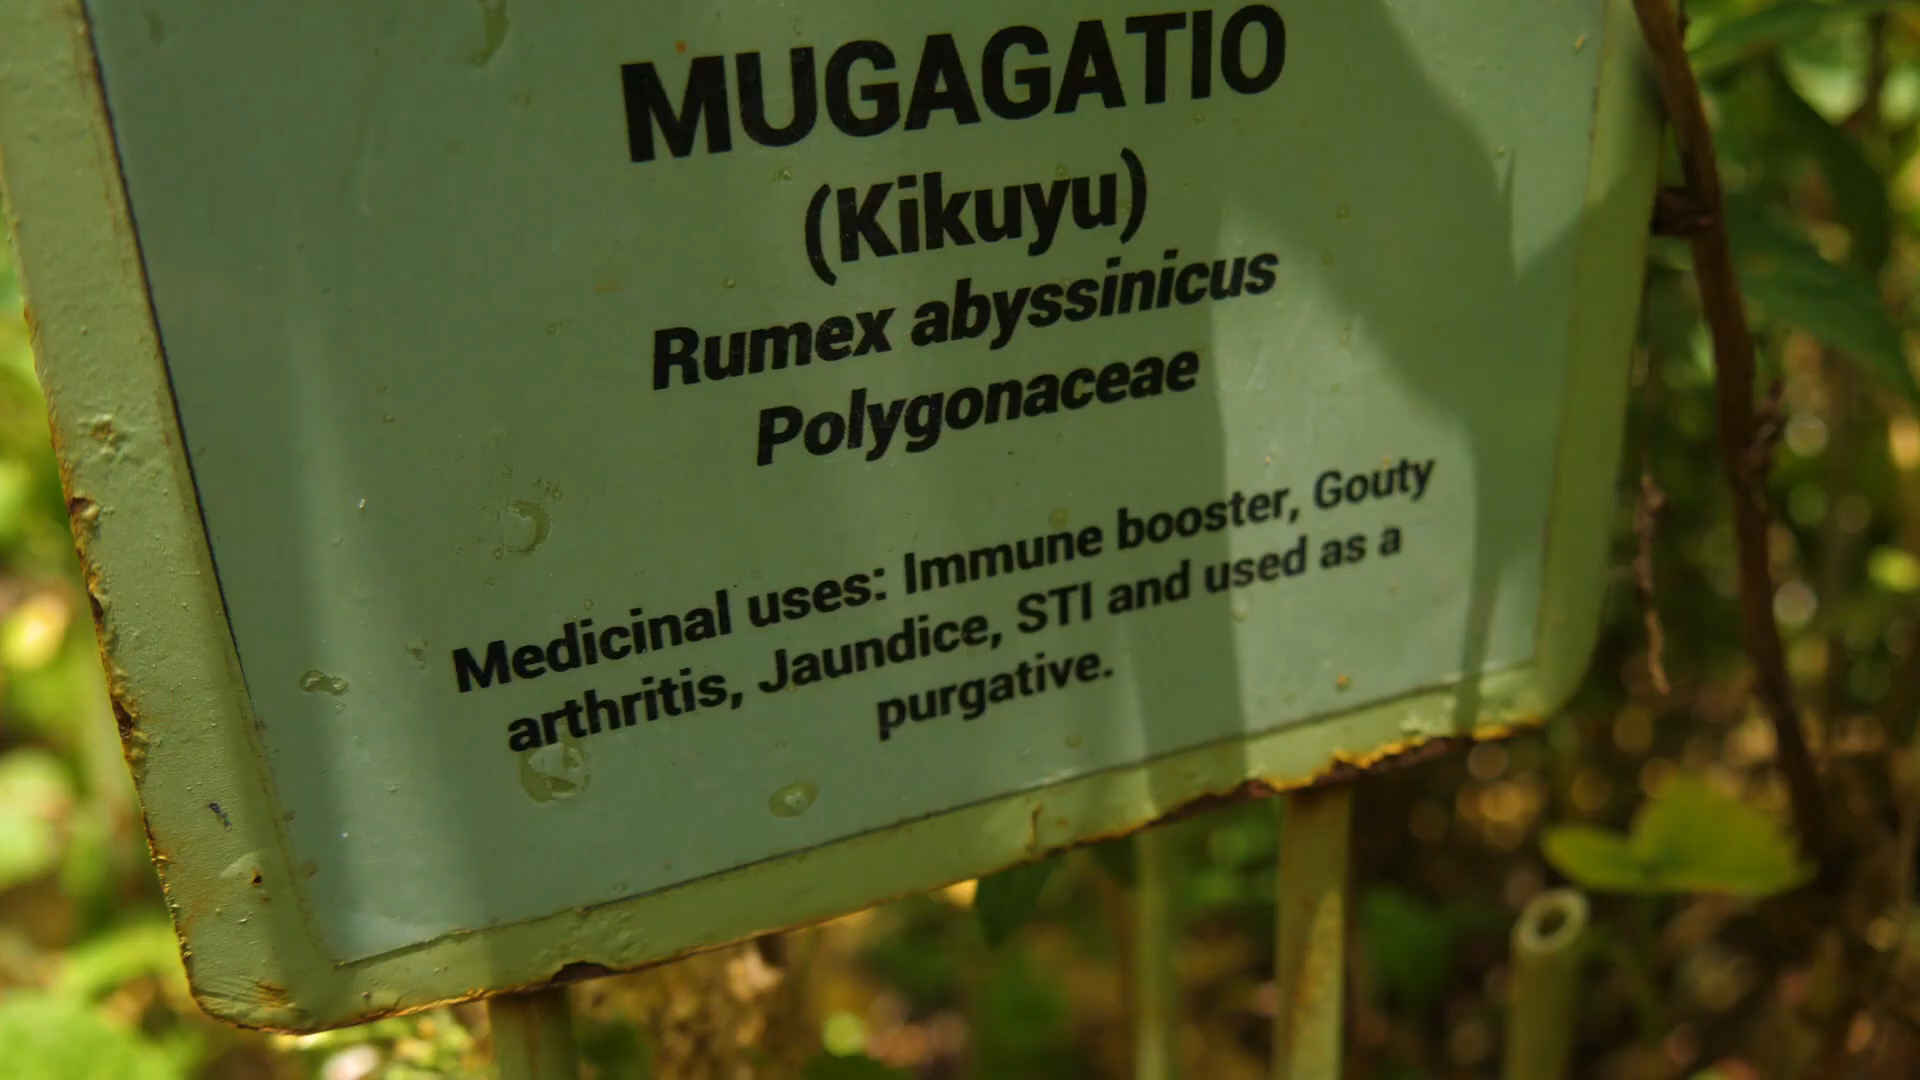 MUGAGATIO
(Kikuyu)
Rumex abyssinicus
Polygonaceae
Medicinal uses: Immune booster, Gouty
arthritis, Jaundice, STI and used as a
purgative.